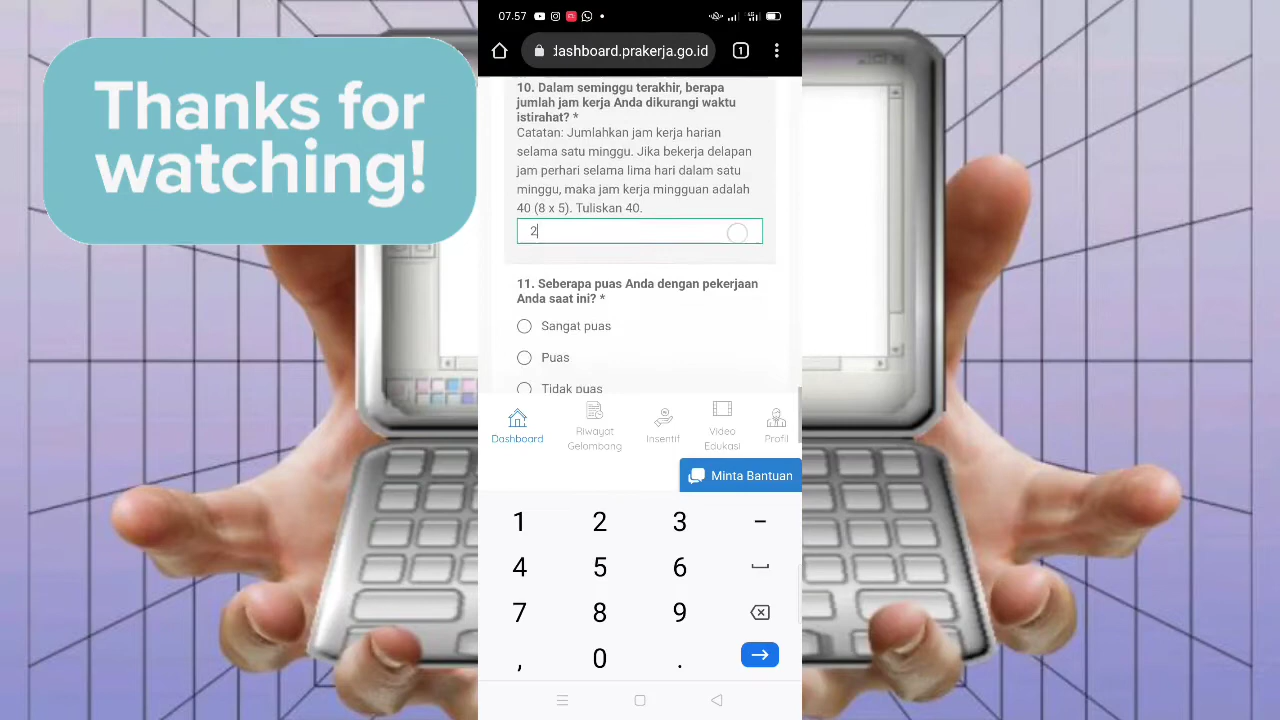 Thanks for
watching!
07.57
dashboard.prakerja.go.id
1
10. Dalam seminggu terakhir, berapa
jumlah jam kerja Anda dikurangi waktu
istirahat? *
Catatan: Jumlahkan jam kerja harian
selama satu minggu. Jika bekerja delapan
jam perhari selama lima hari dalam satu
minggu, maka jam kerja mingguan adalah
40 (8 x 5). Tuliskan 40.
2
11. Seberapa puas Anda dengan pekerjaan
Anda saat ini? *
Sangat puas
Puas
Tidak puas
Dashboard
Riwayat
Gelombang
Insentif
Video
Edukasi
Profil
Minta Bantuan
1 2 3 -
4 5 6
7 8 9
, 0 .